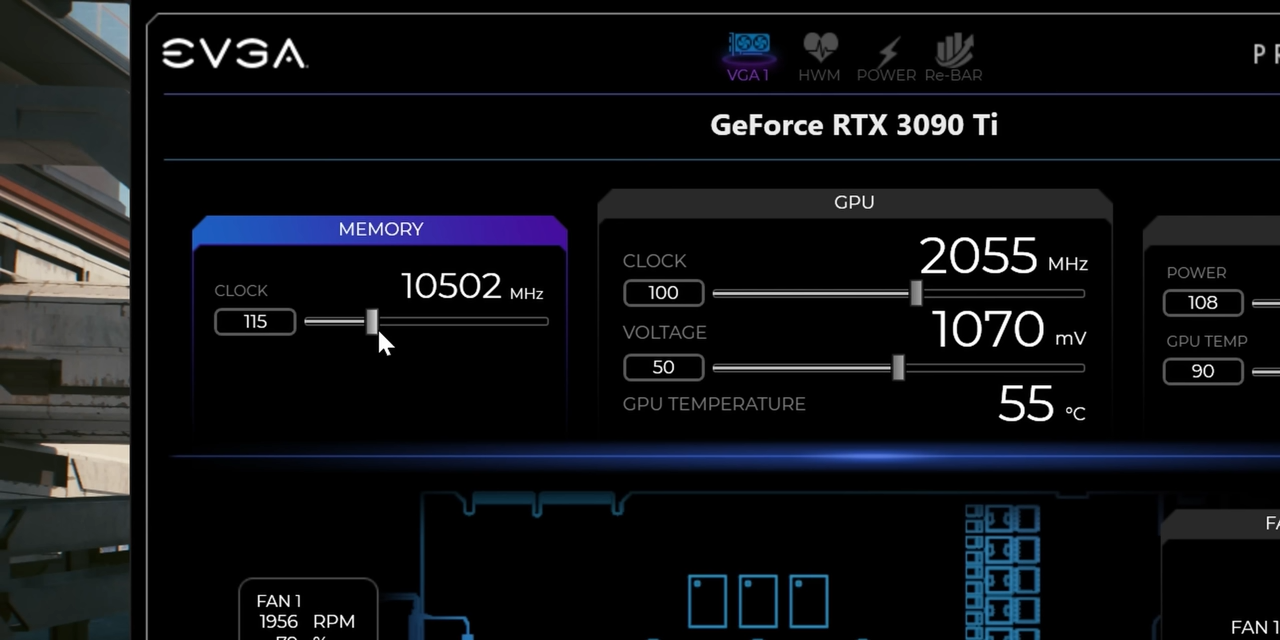 EVGA
VGA 1 HWM POWER Re-BAR
GeForce RTX 3090 Ti
MEMORY
CLOCK 10502 MHz
115
GPU
CLOCK 2055 MHz
100
VOLTAGE 1070 mV
50
GPU TEMPERATURE 55 °C
POWER
108
GPU TEMP
90
FAN 1
1956 RPM
FAN 1